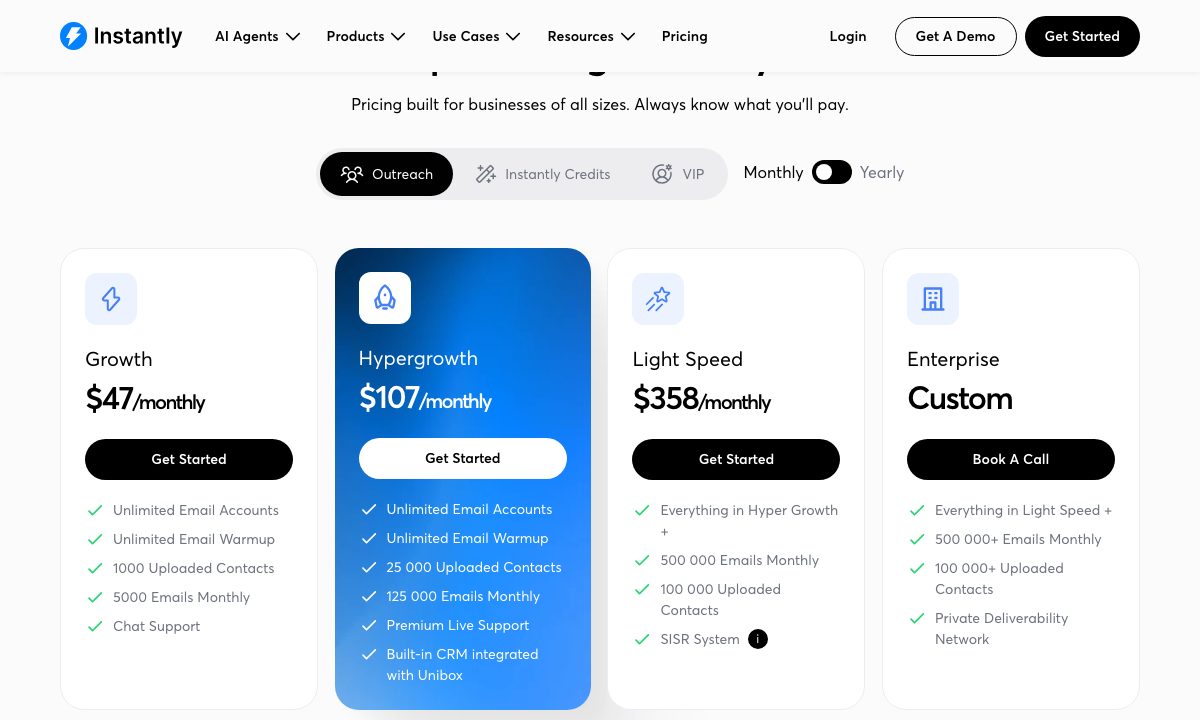 Instantly
AI Agents
Products
Use Cases
Resources
Pricing
Login
Get A Demo
Get Started
Pricing built for businesses of all sizes. Always know what you'll pay.
Outreach
Instantly Credits
VIP
Monthly
Yearly
Growth
$47/monthly
Get Started
Unlimited Email Accounts
Unlimited Email Warmup
1000 Uploaded Contacts
5000 Emails Monthly
Chat Support
Hypergrowth
$107/monthly
Get Started
Unlimited Email Accounts
Unlimited Email Warmup
25 000 Uploaded Contacts
125 000 Emails Monthly
Premium Live Support
Built-in CRM integrated
with Unibox
Light Speed
$358/monthly
Get Started
Everything in Hyper Growth
+
500 000 Emails Monthly
100 000 Uploaded
Contacts
SISR System i
Enterprise
Custom
Book A Call
Everything in Light Speed +
500 000+ Emails Monthly
100 000+ Uploaded
Contacts
Private Deliverability
Network